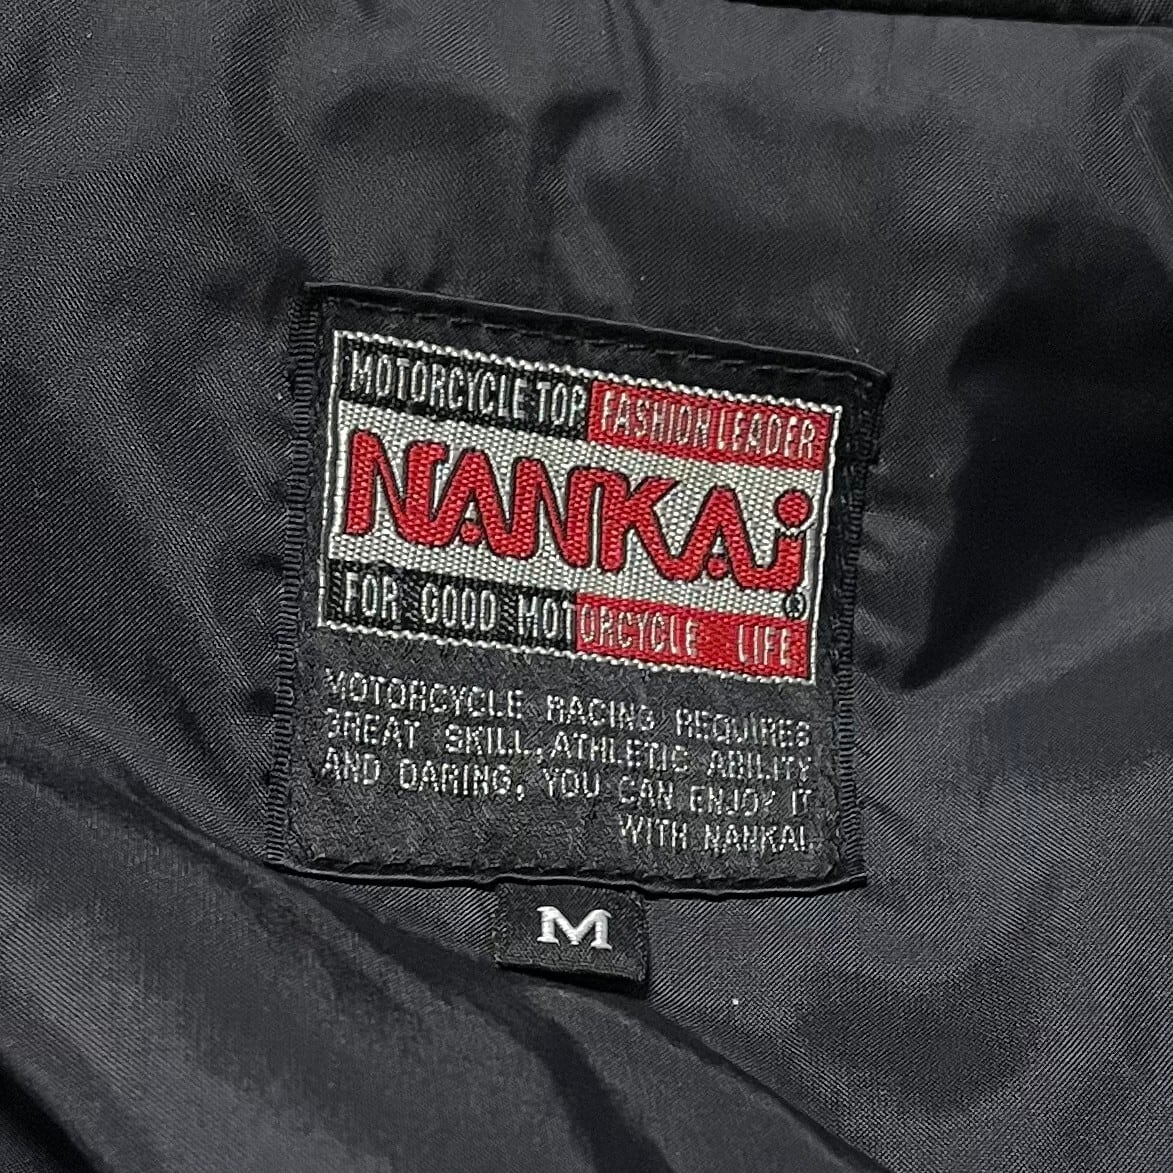 MOTORCYCLE TOP FASHION LEADER
NANKAi
®
FOR GOOD MOTORCYCLE LIFE
MOTORCYCLE RACING REQUIRES
GREAT SKILL, ATHLETIC ABILITY
AND DARING, YOU CAN ENJOY IT
WITH NANKAI.
M